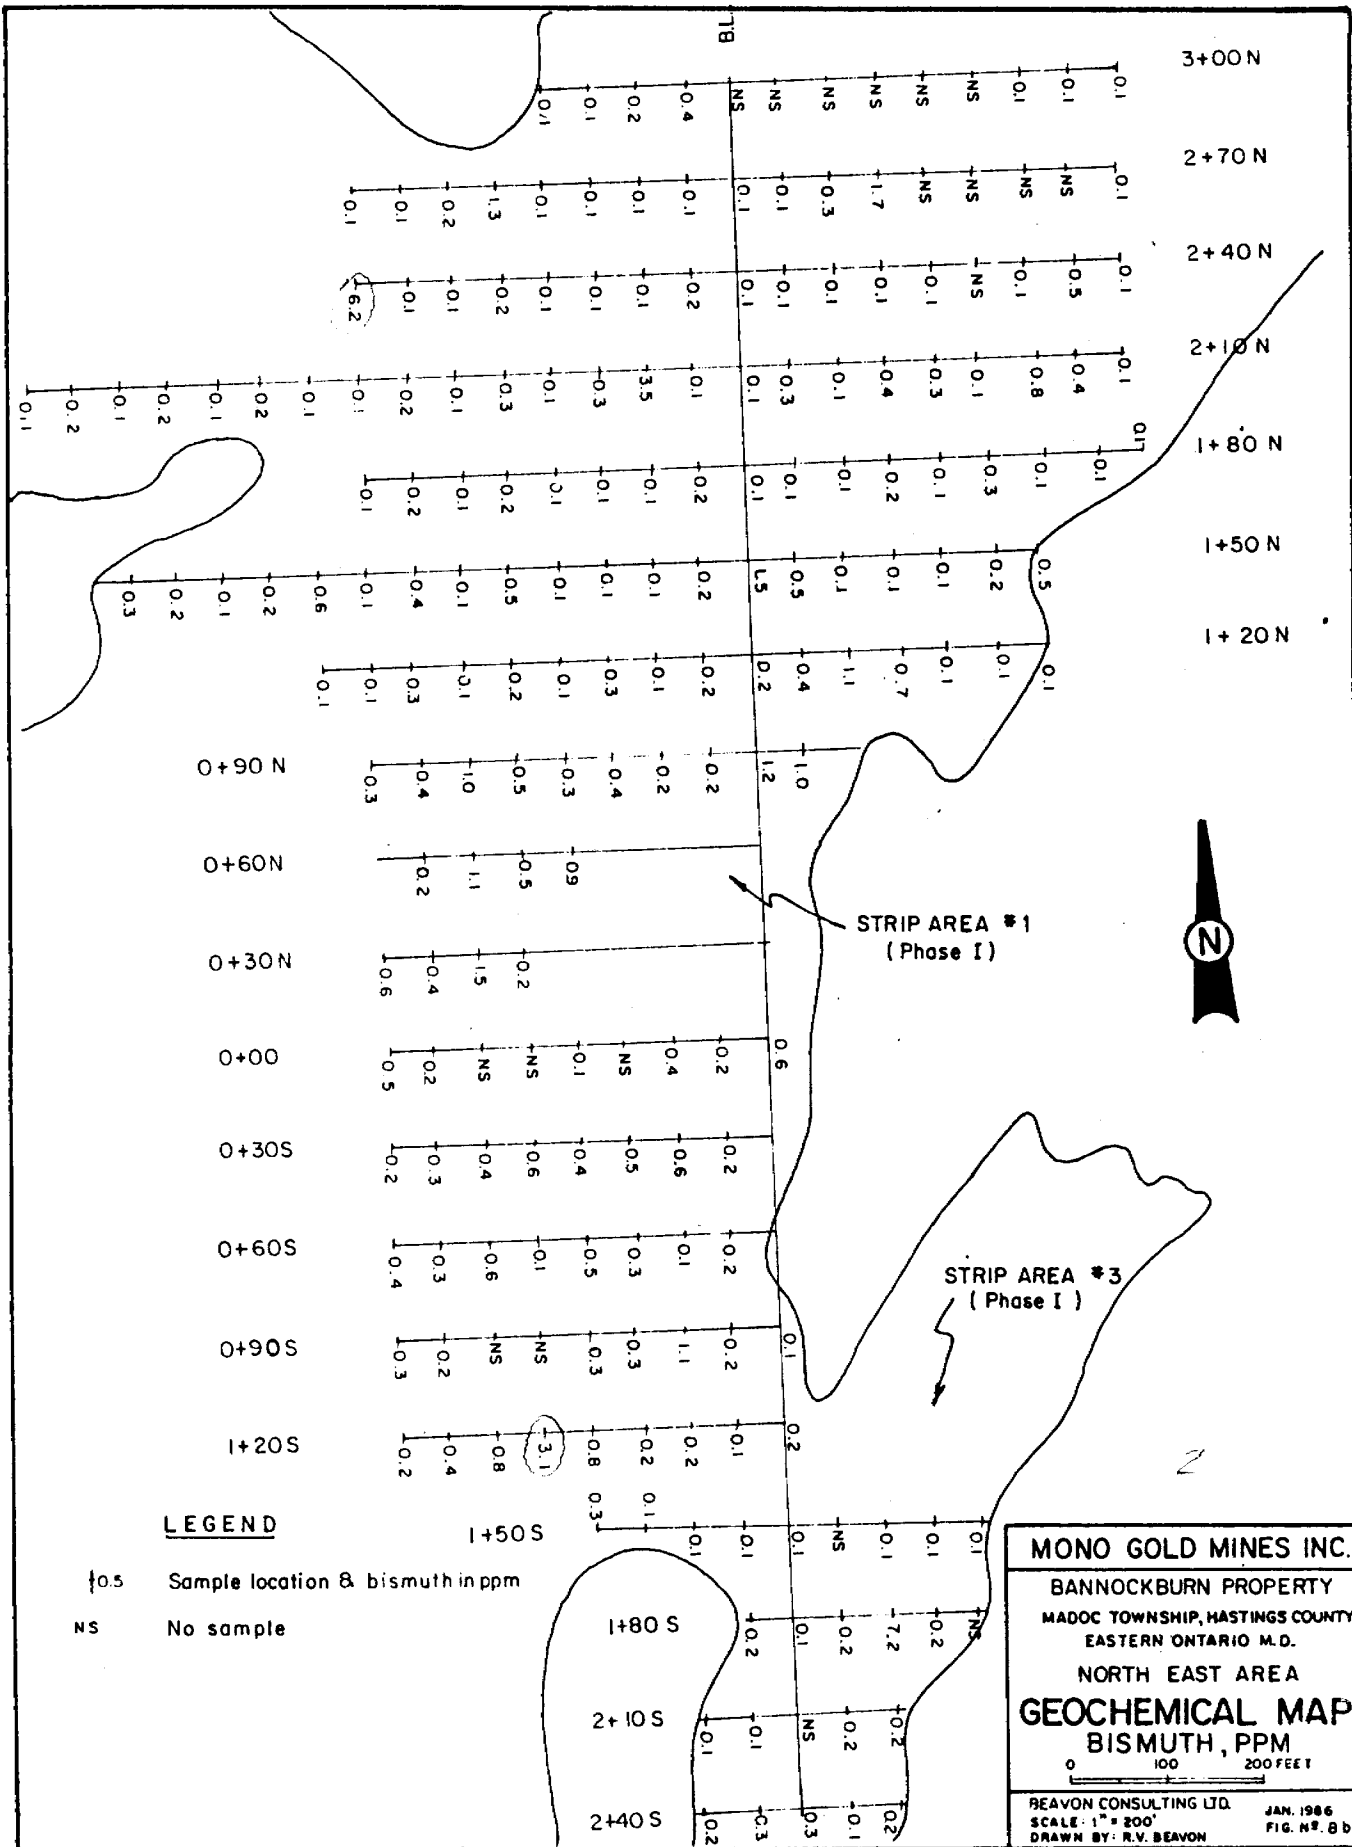 B.L.
3+00 N
0.1 0.1 0.2 0.4 NS NS NS NS NS NS 0.1 0.1 0.1
2+70 N
0.1 0.1 0.2 1.3 0.1 0.1 0.1 0.1 0.1 0.1 0.3 1.7 NS NS NS NS 0.1
2+40 N
6.2 0.1 0.1 0.2 0.1 0.1 0.1 0.2 0.1 0.1 0.1 0.1 0.1 NS 0.1 0.5 0.1
2+10 N
0.1 0.2 0.1 0.2 0.1 0.2 0.1 0.1 0.2 0.1 0.3 0.1 0.3 3.5 0.1 0.1 0.3 0.1 0.4 0.3 0.1 0.8 0.4 0.1
1+80 N
0.1 0.2 0.1 0.2 0.1 0.1 0.1 0.2 0.1 0.1 0.1 0.2 0.1 0.3 0.1 0.1 0.1
1+50 N
0.3 0.2 0.1 0.2 0.6 0.1 0.4 0.1 0.5 0.1 0.1 0.1 0.2 1.5 0.5 0.1 0.1 0.1 0.2 0.5
1+20 N
0.1 0.1 0.3 0.1 0.2 0.1 0.3 0.1 0.2 0.2 0.4 1.1 0.7 0.1 0.1 0.1
0+90 N
0.3 0.4 1.0 0.5 0.3 0.4 0.2 0.2 1.2 1.0
0+60N
0.2 1.1 0.5 0.9
STRIP AREA #1
(Phase I)
N
0+30N
0.6 0.4 1.5 0.2
0+00
0.5 0.2 NS NS 0.1 NS 0.4 0.2 0.6
0+30S
0.2 0.3 0.4 0.6 0.4 0.5 0.6 0.2
0+60S
0.4 0.3 0.6 0.1 0.5 0.3 0.1 0.2
STRIP AREA #3
(Phase I)
0+90S
0.3 0.2 NS NS 0.3 0.3 1.1 0.2 0.1
1+20S
0.2 0.4 0.8 3.1 0.8 0.2 0.2 0.1 0.2
2
1+50S
0.3 0.1 0.1 0.1 0.1 NS 0.1 0.1 0.1
1+80 S
0.2 0.1 0.2 7.2 0.2 NS
2+10 S
0.1 0.1 NS 0.2 0.2
2+40 S
0.2 0.3 0.3 0.1 0.2
LEGEND
0.5 Sample location & bismuth in ppm
NS No sample
MONO GOLD MINES INC.
BANNOCKBURN PROPERTY
MADOC TOWNSHIP, HASTINGS COUNTY
EASTERN ONTARIO M.D.
NORTH EAST AREA
GEOCHEMICAL MAP
BISMUTH, PPM
0 100 200 FEET
BEAVON CONSULTING LTD.
SCALE: 1" = 200'
DRAWN BY: R.V. BEAVON
JAN. 1986
FIG. Nº. 8b